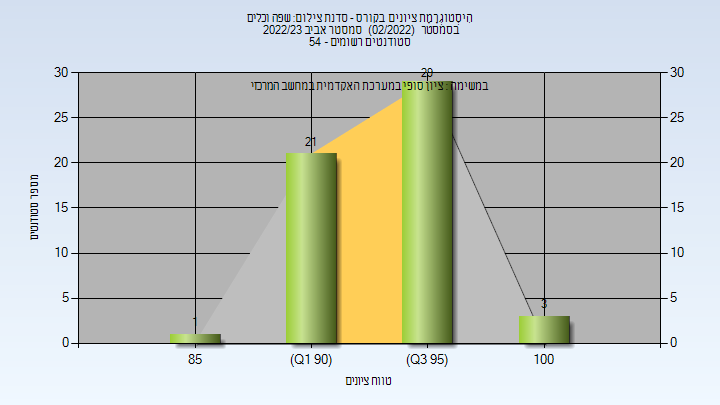 היסטוגרמת ציונים בקורס - סדנת צילום: שפה וכלים
בסמסטר (02/2022) סמסטר אביב 2022/23
סטודנטים רשומים - 54
במשימה: ציון סופי במערכת האקדמית במחשב המרכזי
מספר סטודנטים
30
25
20
15
10
5
0
30
25
20
15
10
5
0
1
21
29
3
85
(Q1 90)
(Q3 95)
100
טווח ציונים